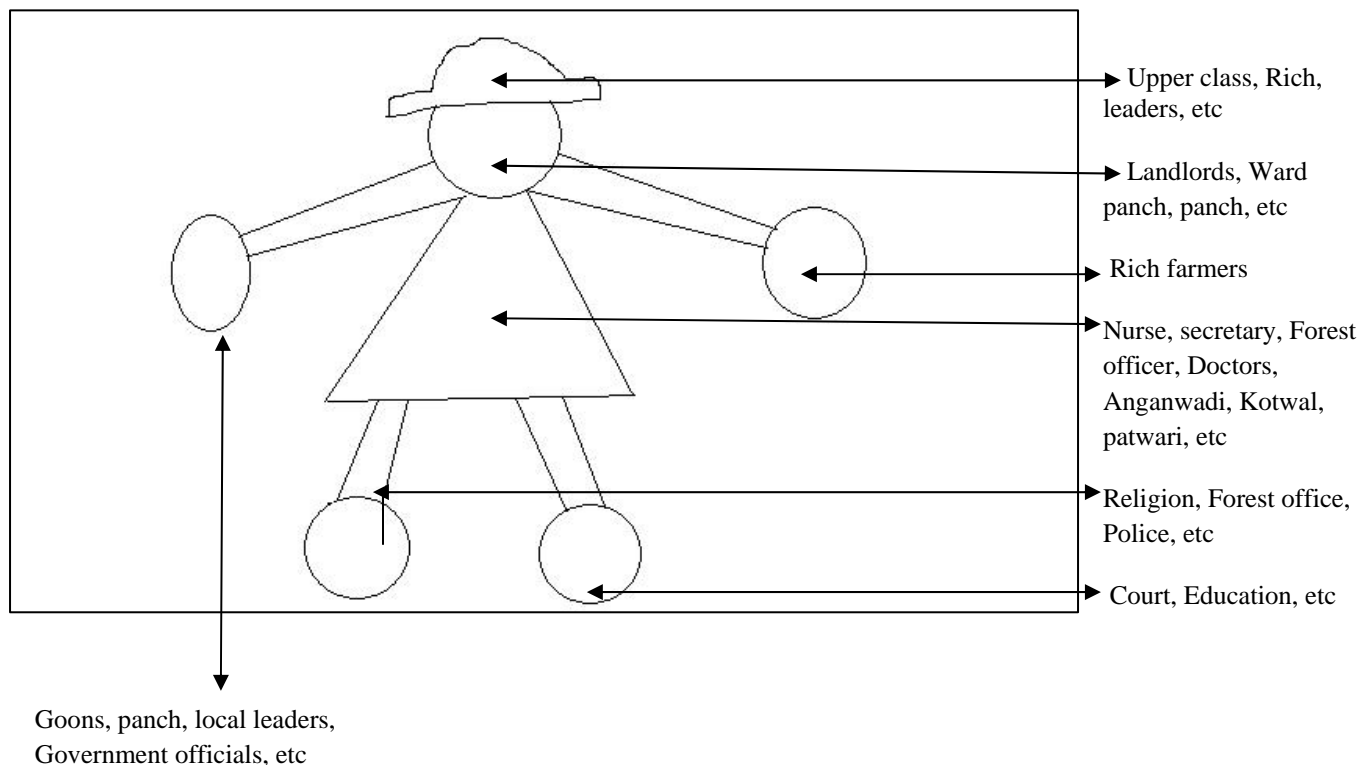 Upper class, Rich,
leaders, etc
Landlords, Ward
panch, panch, etc
Rich farmers
Nurse, secretary, Forest
officer, Doctors,
Anganwadi, Kotwal,
patwari, etc
Religion, Forest office,
Police, etc
Court, Education, etc
Goons, panch, local leaders,
Government officials, etc